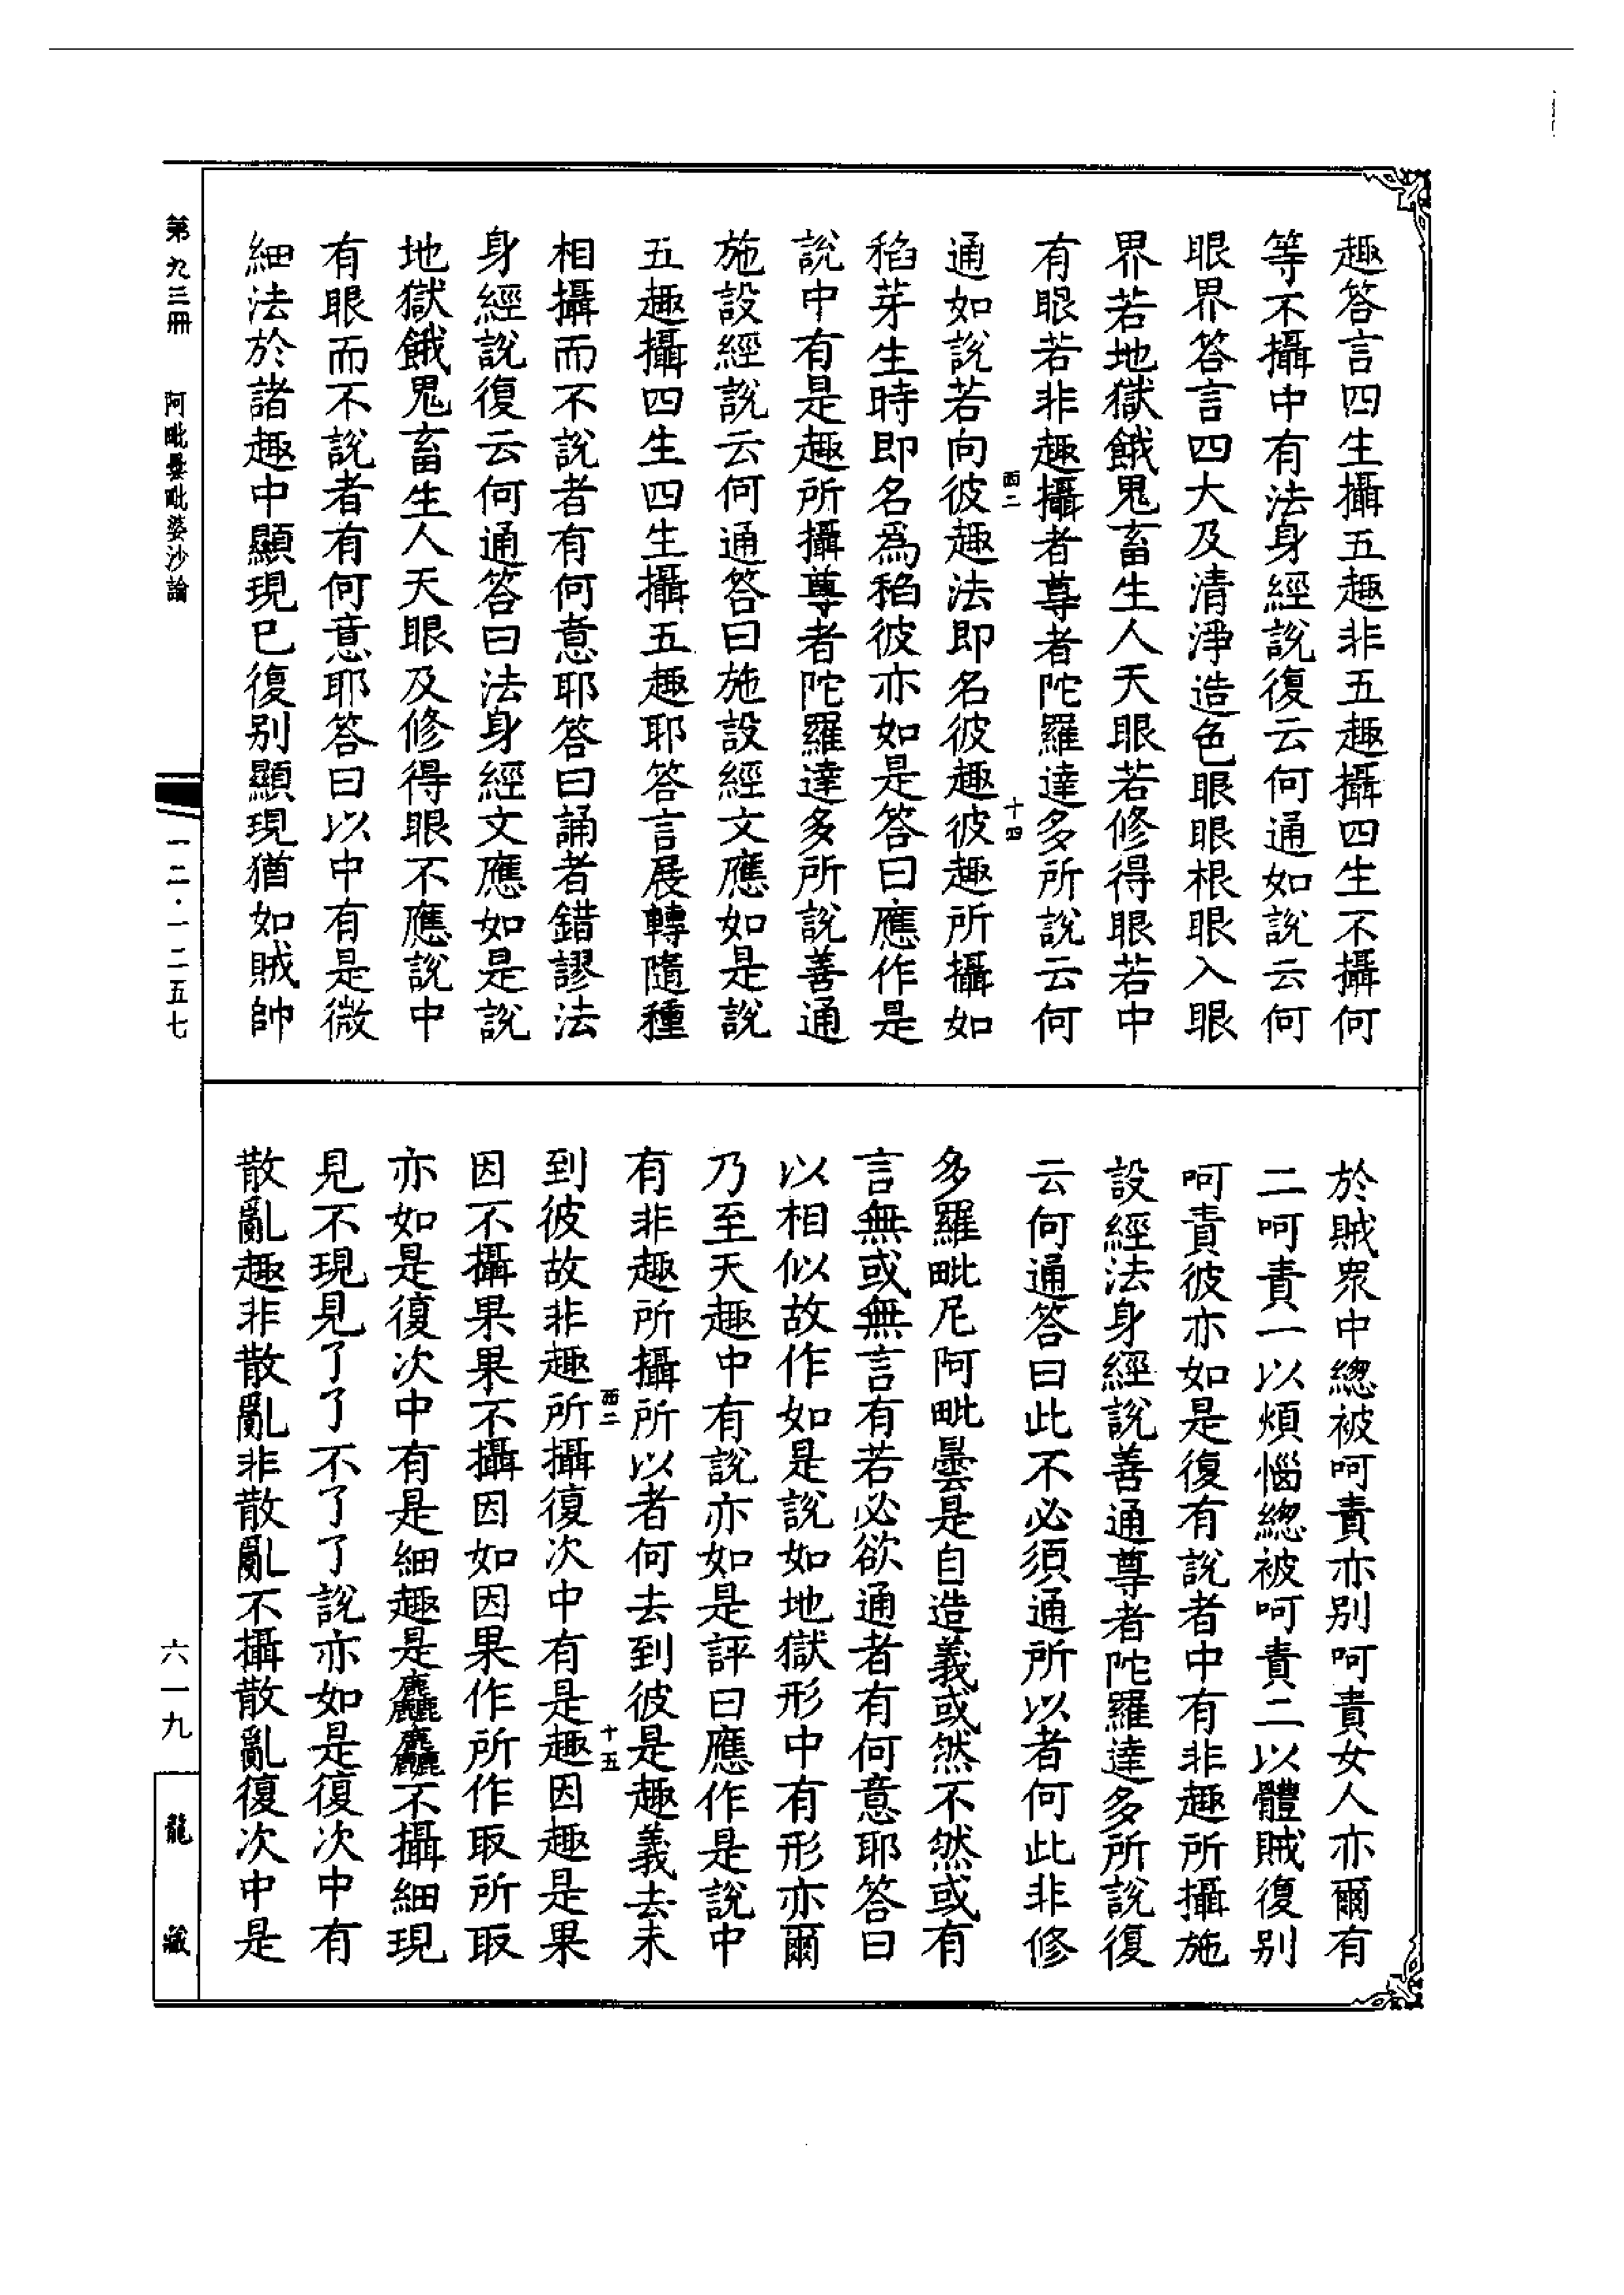 趣答言四生攝五趣非五趣攝四生不攝何
等不攝中有法身經說復云何通如說云何
眼界答言四大及清淨造色眼眼根眼入眼
界若地獄餓鬼畜生人天眼若修得眼若中
有眼若非趣攝者尊者陀羅達多所說云何
西二
十四
通如說若向彼趣法即名彼趣彼趣所攝如
稻芽生時即名爲稻彼亦如是答曰應作是
說中有是趣所攝尊者陀羅達多所說善通
施設經說云何通答曰施設經文應如是說
五趣攝四生四生攝五趣耶答言展轉隨種
相攝而不說者有何意耶答曰誦者錯謬法
身經說復云何通答曰法身經文應如是說
地獄餓鬼畜生人天眼及修得眼不應說中
有眼而不說者有何意耶答曰以中有是微
細法於諸趣中顯現已復別顯現猶如賊帥
於賊眾中總被呵責亦別呵責女人亦爾有
二呵責一以煩惱總被呵責二以體賊復別
呵責彼亦如是復有說者中有非趣所攝施
設經法身經說善通尊者陀羅達多所說復
云何通答曰此不必須通所以者何此非修
多羅毗尼阿毗曇是自造義或然不然或有
言無或無言有若必欲通者有何意耶答曰
以相似故作如是說如地獄形中有形亦爾
乃至天趣中有說亦如是評曰應作是說中
有非趣所攝所以者何去到彼是趣義去未
西二
十五
到彼故非趣所攝復次中有是趣因趣是果
因不攝果果不攝因如因果作所作取所取
亦如是復次中有是細趣是麤麤不攝細現
見不現見了了不了了說亦如是復次中有
散亂趣非散亂非散亂不攝散亂復次中是
第九三冊 阿毗曇毗婆沙論
一二·一二五七
六一九
龍藏